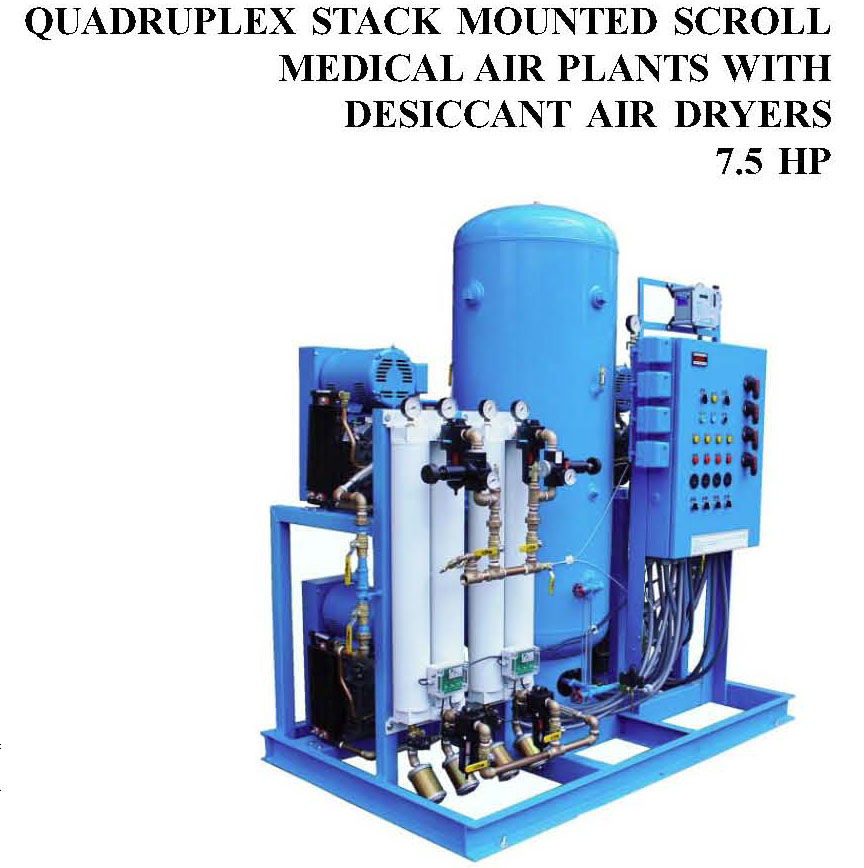 QUADRUPLEX STACK MOUNTED SCROLL
MEDICAL AIR PLANTS WITH
DESICCANT AIR DRYERS
7.5 HP